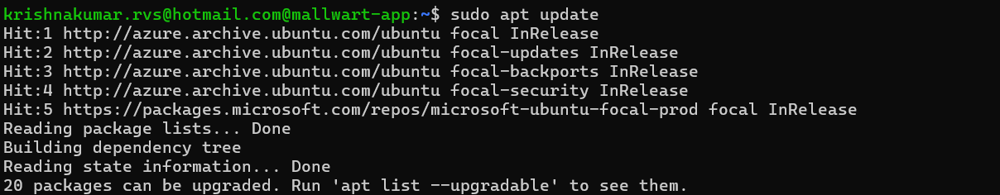 krishnakumar.rvs@hotmail.com@mallwart-app:~$ sudo apt update
Hit:1 http://azure.archive.ubuntu.com/ubuntu focal InRelease
Hit:2 http://azure.archive.ubuntu.com/ubuntu focal-updates InRelease
Hit:3 http://azure.archive.ubuntu.com/ubuntu focal-backports InRelease
Hit:4 http://azure.archive.ubuntu.com/ubuntu focal-security InRelease
Hit:5 https://packages.microsoft.com/repos/microsoft-ubuntu-focal-prod focal InRelease
Reading package lists... Done
Building dependency tree
Reading state information... Done
20 packages can be upgraded. Run 'apt list --upgradable' to see them.